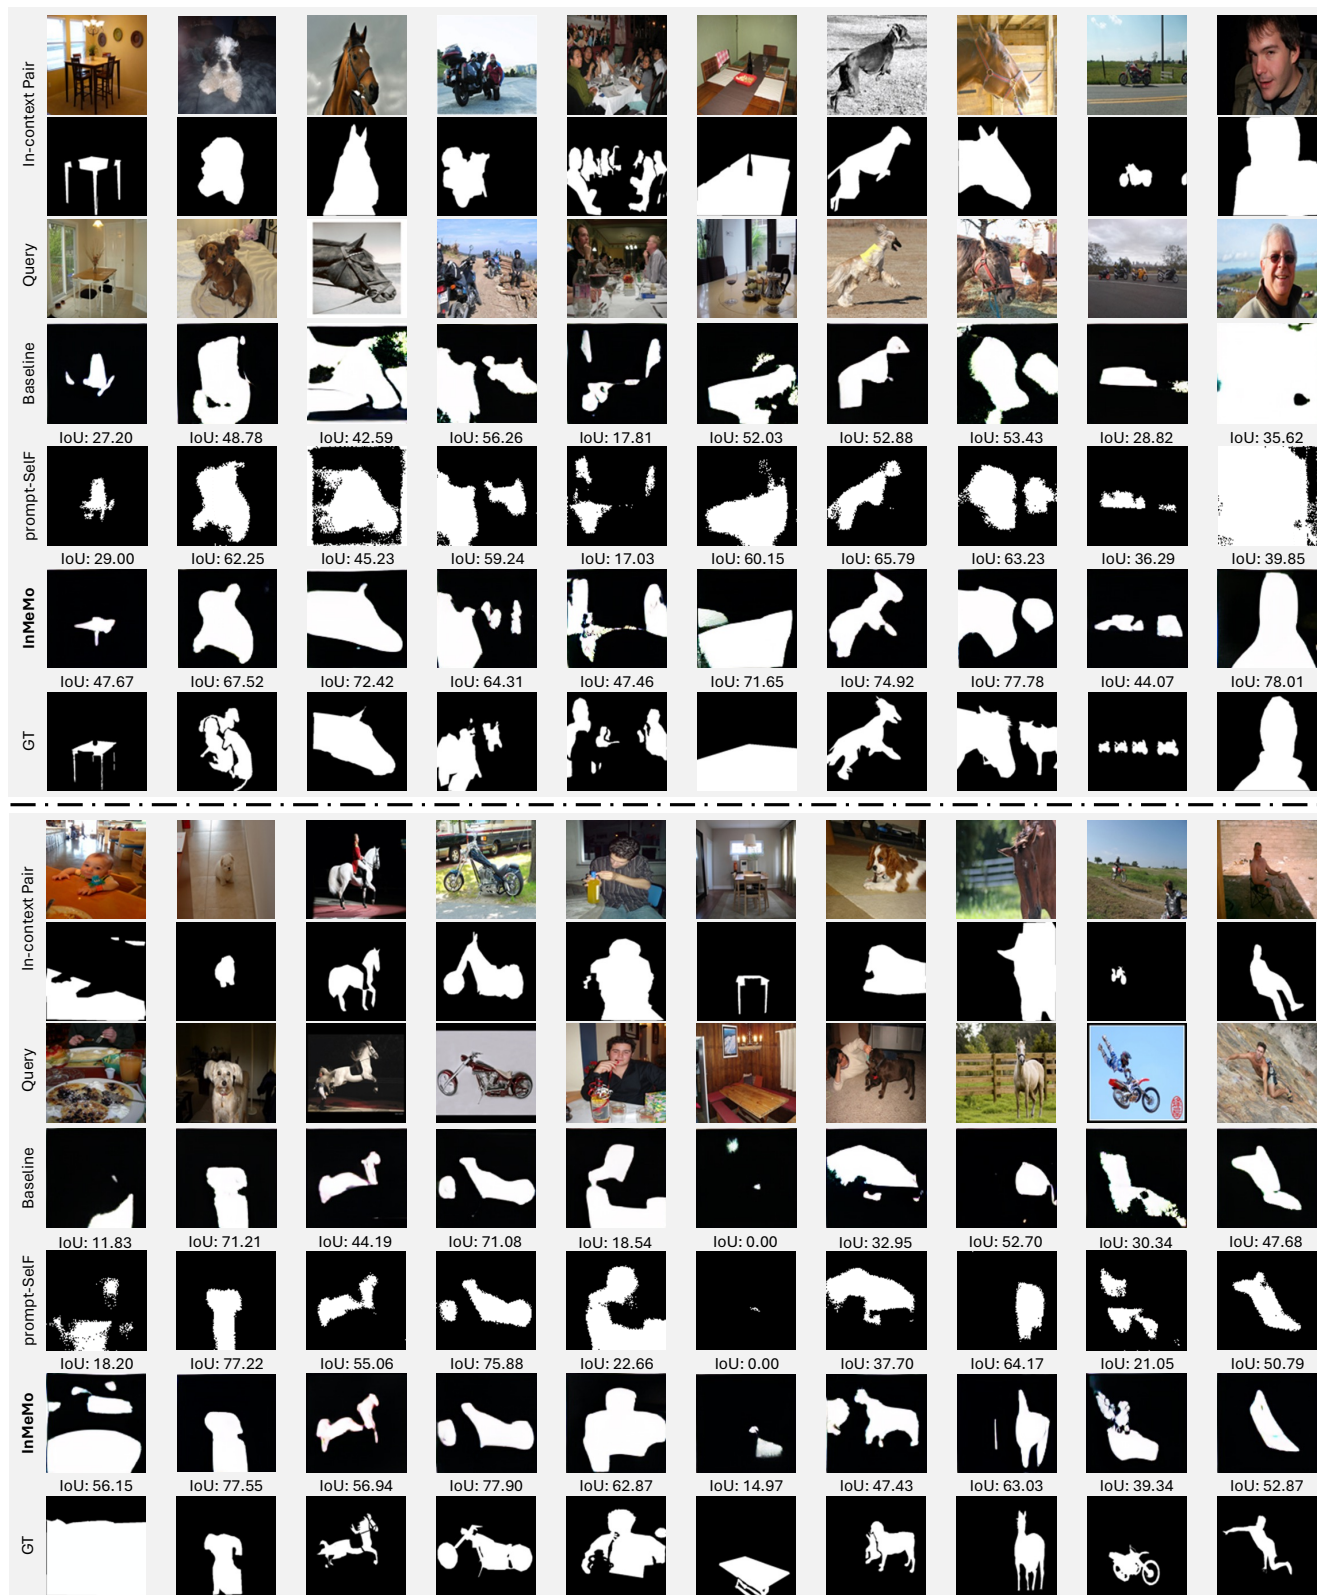 In-context Pair
Query
Baseline
IoU: 27.20 IoU: 48.78 IoU: 42.59 IoU: 56.26 IoU: 17.81 IoU: 52.03 IoU: 52.88 IoU: 53.43 IoU: 28.82 IoU: 35.62
prompt-SelF
IoU: 29.00 IoU: 62.25 IoU: 45.23 IoU: 59.24 IoU: 17.03 IoU: 60.15 IoU: 65.79 IoU: 63.23 IoU: 36.29 IoU: 39.85
InMeMo
IoU: 47.67 IoU: 67.52 IoU: 72.42 IoU: 64.31 IoU: 47.46 IoU: 71.65 IoU: 74.92 IoU: 77.78 IoU: 44.07 IoU: 78.01
GT
In-context Pair
Query
Baseline
IoU: 11.83 IoU: 71.21 IoU: 44.19 IoU: 71.08 IoU: 18.54 IoU: 0.00 IoU: 32.95 IoU: 52.70 IoU: 30.34 IoU: 47.68
prompt-SelF
IoU: 18.20 IoU: 77.22 IoU: 55.06 IoU: 75.88 IoU: 22.66 IoU: 0.00 IoU: 37.70 IoU: 64.17 IoU: 21.05 IoU: 50.79
InMeMo
IoU: 56.15 IoU: 77.55 IoU: 56.94 IoU: 77.90 IoU: 62.87 IoU: 14.97 IoU: 47.43 IoU: 63.03 IoU: 39.34 IoU: 52.87
GT